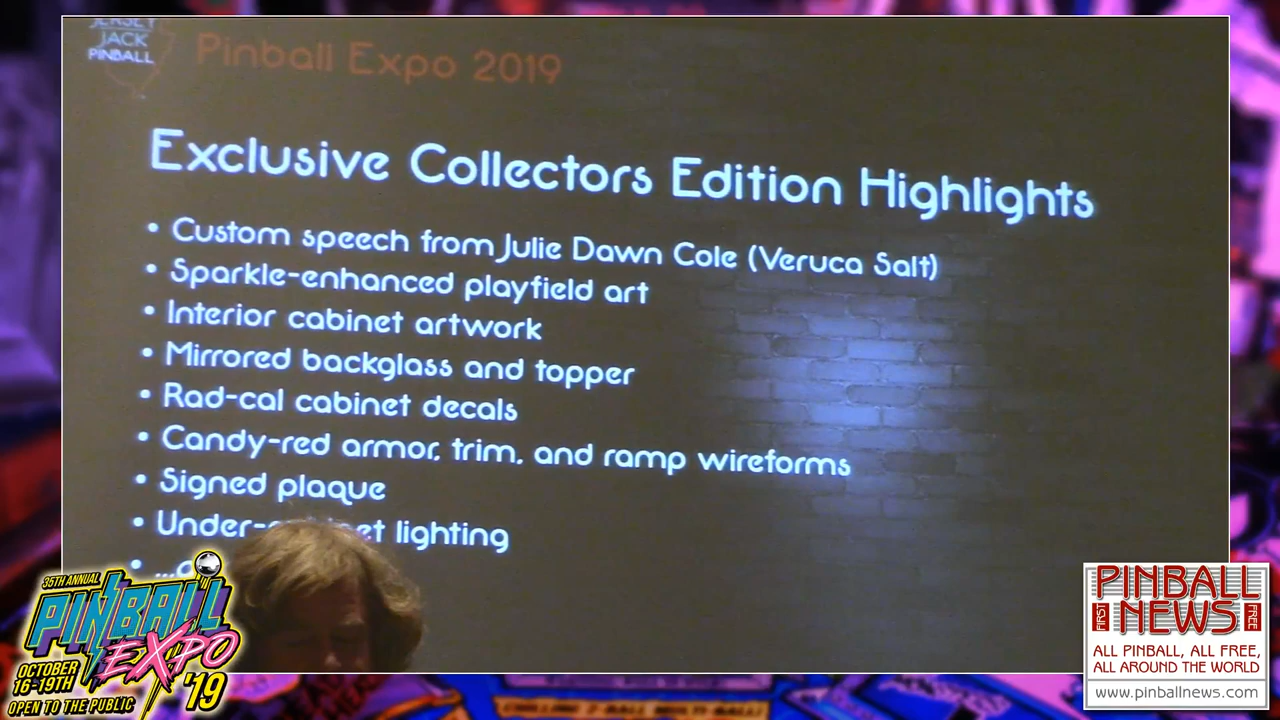 JERSEY
JACK
PINBALL
Pinball Expo 2019
Exclusive Collectors Edition Highlights
• Custom speech from Julie Dawn Cole (Veruca Salt)
• Sparkle-enhanced playfield art
• Interior cabinet artwork
• Mirrored backglass and topper
• Rad-cal cabinet decals
• Candy-red armor, trim, and ramp wireforms
• Signed plaque
• lighting
35TH ANNUAL
PINBALL
EXPO
OCTOBER
16-19TH
'19
OPEN TO THE PUBLIC
PINBALL
FIRST NEWS FREE
ALL PINBALL, ALL FREE,
ALL AROUND THE WORLD
www.pinballnews.com